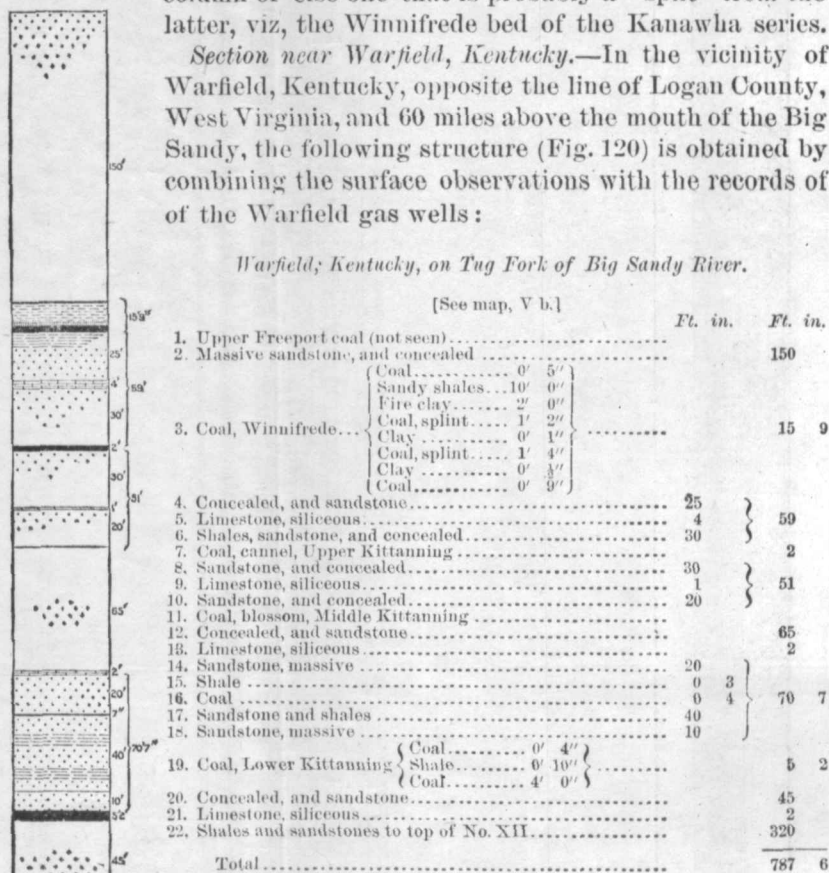 latter, viz, the Winnifrede bed of the Kanawha series.
Section near Warfield, Kentucky.—In the vicinity of
Warfield, Kentucky, opposite the line of Logan County,
West Virginia, and 60 miles above the mouth of the Big
Sandy, the following structure (Fig. 120) is obtained by
combining the surface observations with the records of
of the Warfield gas wells:
Warfield, Kentucky, on Tug Fork of Big Sandy River.
[See map, V b.]
Ft. in. Ft. in.
1. Upper Freeport coal (not seen)
2. Massive sandstone, and concealed 150
Coal 0' 5"
Sandy shales 10' 0"
Fire clay 2' 0"
Coal, splint 1' 2"
3. Coal, Winnifrede 15 9
Clay 0' 1"
Coal, splint 1' 4"
Clay 0' ½"
Coal 0' 9"
4. Concealed, and sandstone 25
5. Limestone, siliceous 4 59
6. Shales, sandstone, and concealed 30
7. Coal, cannel, Upper Kittanning 2
8. Sandstone, and concealed 30
9. Limestone, siliceous 1 51
10. Sandstone, and concealed 20
11. Coal, blossom, Middle Kittanning
12. Concealed, and sandstone 65
13. Limestone, siliceous 2
14. Sandstone, massive 20
15. Shale 0 3
16. Coal 0 4 70 7
17. Sandstone and shales 40
18. Sandstone, massive 10
Coal 0' 4"
19. Coal, Lower Kittanning Shale 0' 10" 5 2
Coal 4' 0"
20. Concealed, and sandstone 45
21. Limestone, siliceous 2
22. Shales and sandstones to top of No. XII 320
Total 787 6
150'
15' 9"
25'
4'
59'
30'
2'
30'
51'
1'
20'
65'
2'
20'
7"
70' 7"
40'
10'
5' 2"
45'